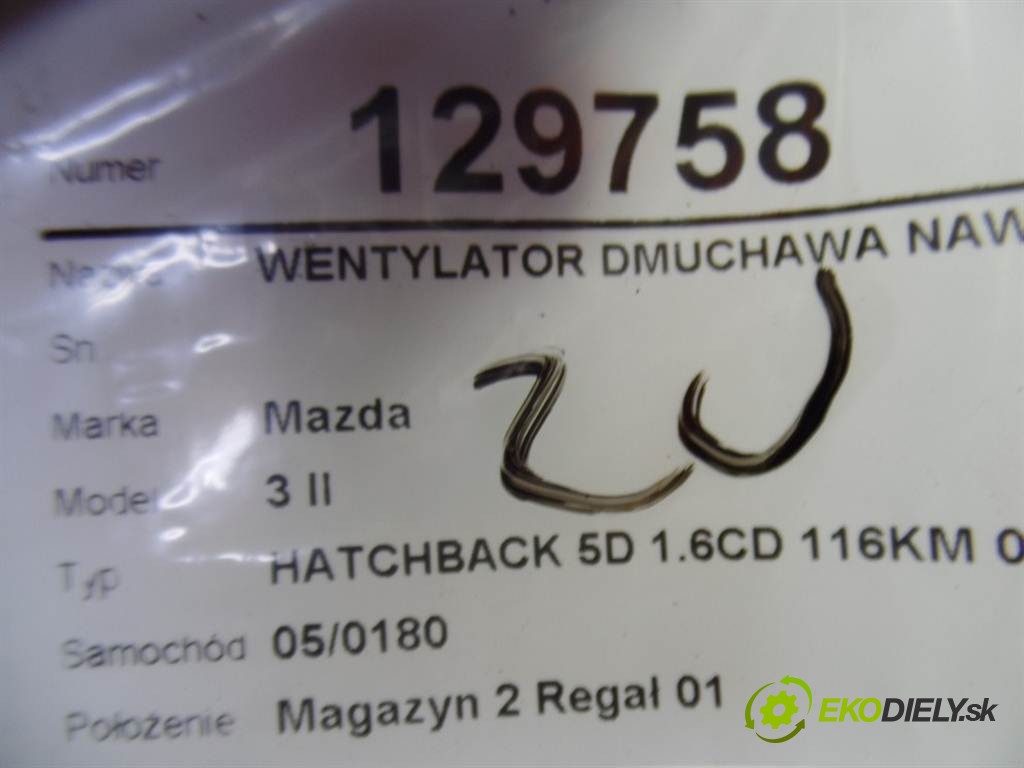 Numer 129758
Nazwa WENTYLATOR DMUCHAWA NAW
Sn
Marka Mazda
Model 3 II
Typ HATCHBACK 5D 1.6CD 116KM 0
Samochód 05/0180
Położenie Magazyn 2 Regał 01
EKODIELY.sk